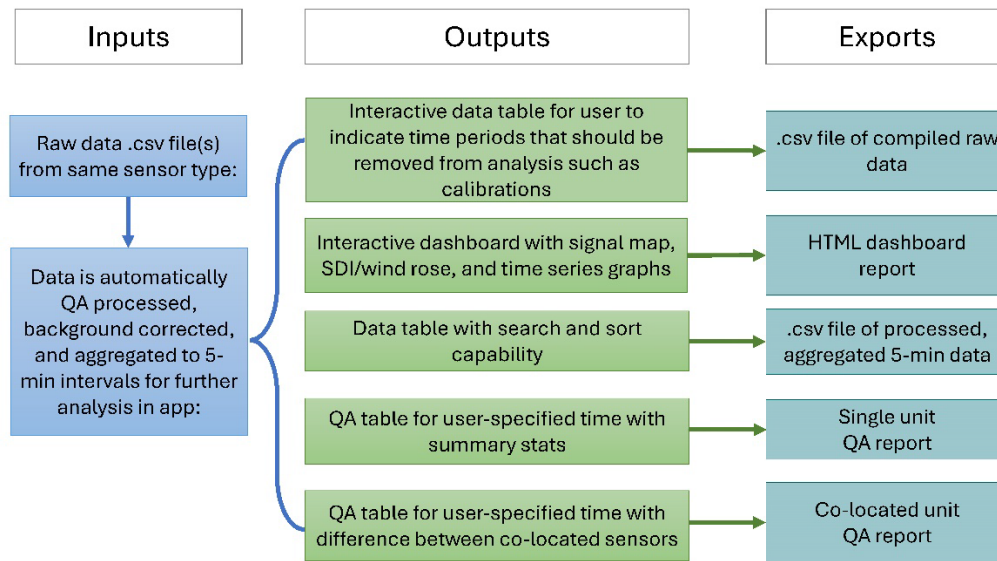 Inputs
Outputs
Exports
Raw data .csv file(s)
from same sensor type:
Data is automatically
QA processed,
background corrected,
and aggregated to 5-
min intervals for further
analysis in app:
Interactive data table for user to
indicate time periods that should be
removed from analysis such as
calibrations
.csv file of compiled raw
data
Interactive dashboard with signal map,
SDI/wind rose, and time series graphs
HTML dashboard
report
Data table with search and sort
capability
.csv file of processed,
aggregated 5-min data
QA table for user-specified time with
summary stats
Single unit
QA report
QA table for user-specified time with
difference between co-located sensors
Co-located unit
QA report